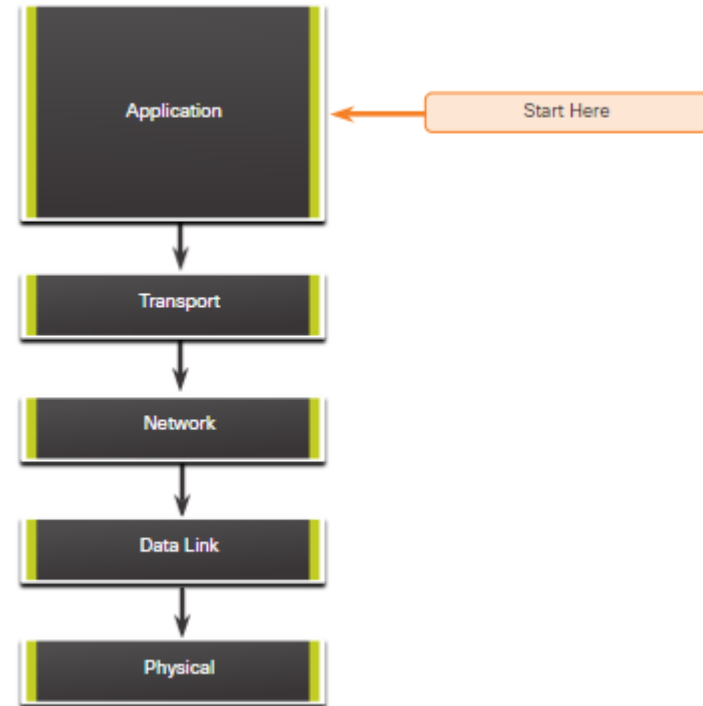 Application
Start Here
Transport
Network
Data Link
Physical